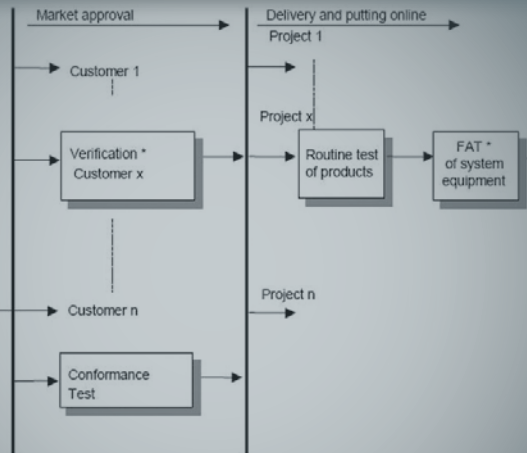 Market approval
Delivery and putting online
Project 1
Customer 1
Project x
Verification *
Customer x
Routine test
of products
FAT *
of system
equipment
Project n
Customer n
Conformance
Test